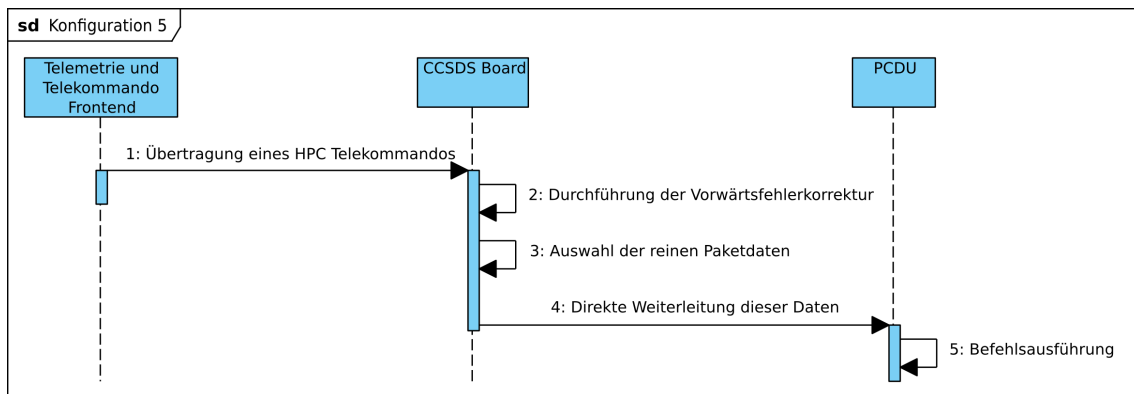 sd Konfiguration 5
Telemetrie und
Telekommando
Frontend
CCSDS Board
PCDU
1: Übertragung eines HPC Telekommandos
2: Durchführung der Vorwärtsfehlerkorrektur
3: Auswahl der reinen Paketdaten
4: Direkte Weiterleitung dieser Daten
5: Befehlsausführung